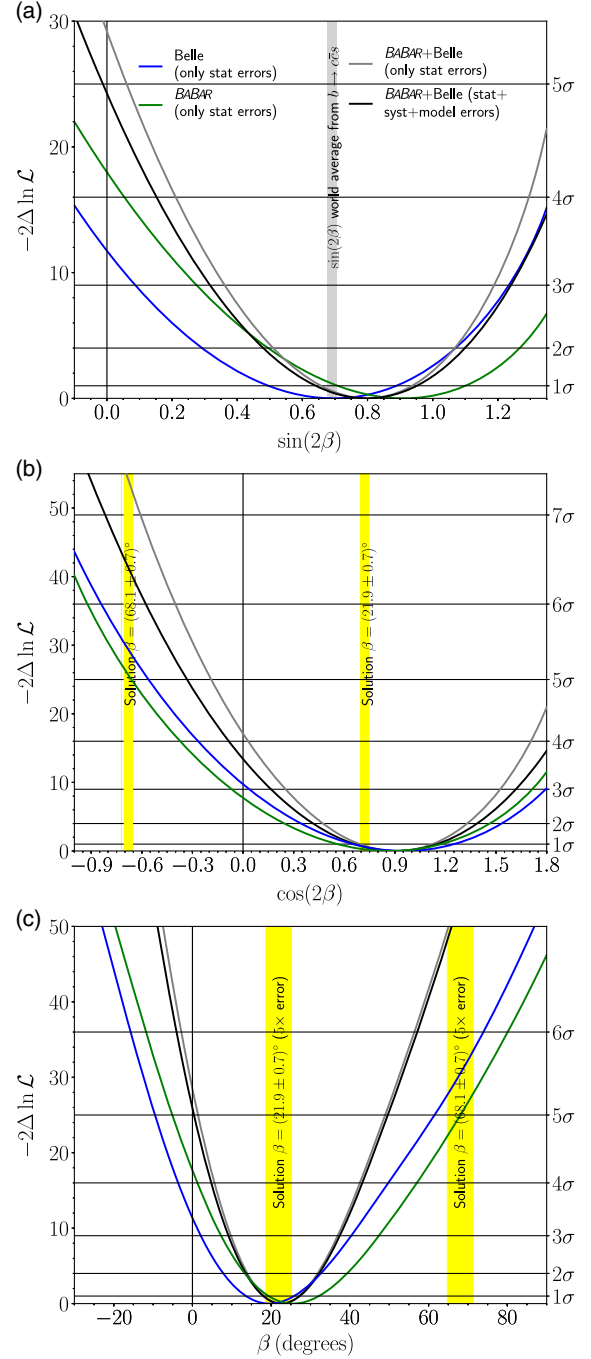 (a)
30
20
10
0
−2Δ ln ℒ
Belle
(only stat errors)
BABAR
(only stat errors)
sin(2β) world average from b → cc̄s
BABAR+Belle
(only stat errors)
BABAR+Belle (stat+
syst+model errors)
5σ
4σ
3σ
2σ
1σ
0.0 0.2 0.4 0.6 0.8 1.0 1.2
sin(2β)
(b)
50
40
30
20
10
0
−2Δ ln ℒ
Solution β = (68.1 ± 0.7)°
Solution β = (21.9 ± 0.7)°
7σ
6σ
5σ
4σ
3σ
2σ
1σ
−0.9 −0.6 −0.3 0.0 0.3 0.6 0.9 1.2 1.5 1.8
cos(2β)
(c)
50
40
30
20
10
0
−2Δ ln ℒ
Solution β = (21.9 ± 0.7)° (5× error)
Solution β = (68.1 ± 0.7)° (5× error)
6σ
5σ
4σ
3σ
2σ
1σ
−20 0 20 40 60 80
β (degrees)